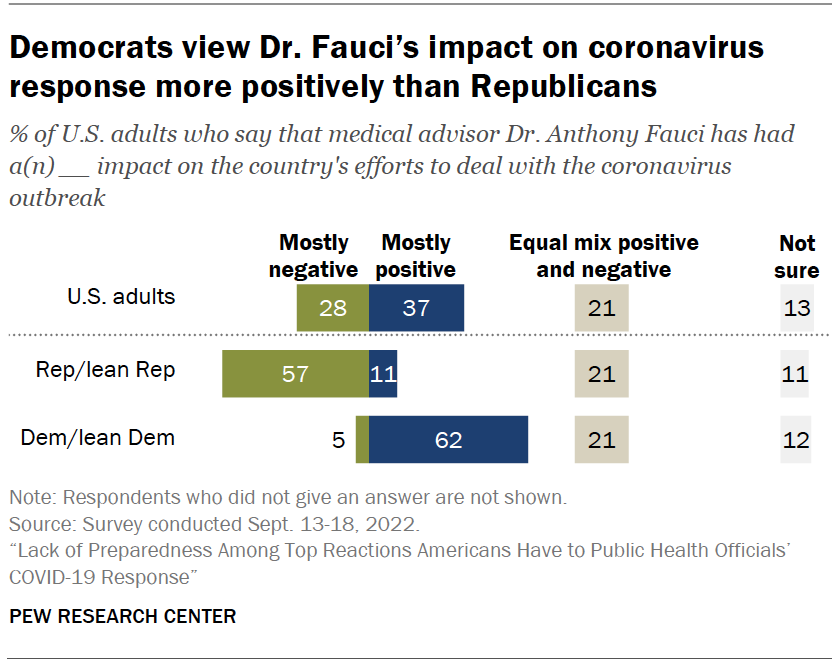 Democrats view Dr. Fauci’s impact on coronavirus
response more positively than Republicans
% of U.S. adults who say that medical advisor Dr. Anthony Fauci has had
a(n) __ impact on the country's efforts to deal with the coronavirus
outbreak
Mostly negative Mostly positive Equal mix positive and negative Not sure
U.S. adults 28 37 21 13
Rep/lean Rep 57 11 21 11
Dem/lean Dem 5 62 21 12
Note: Respondents who did not give an answer are not shown.
Source: Survey conducted Sept. 13-18, 2022.
“Lack of Preparedness Among Top Reactions Americans Have to Public Health Officials’
COVID-19 Response”
PEW RESEARCH CENTER